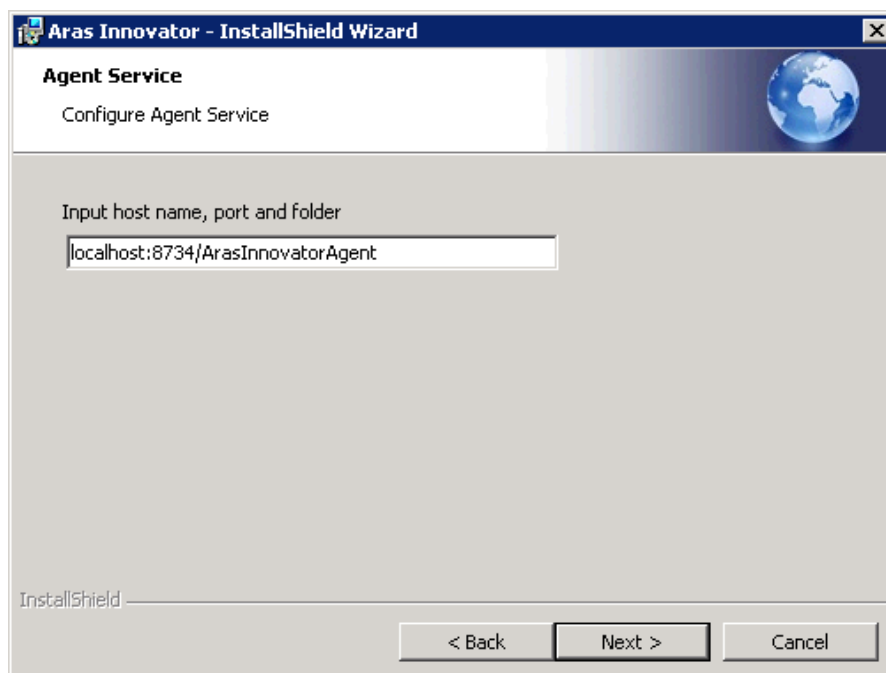 Aras Innovator - InstallShield Wizard
Agent Service
Configure Agent Service
Input host name, port and folder
localhost:8734/ArasInnovatorAgent
InstallShield
< Back
Next >
Cancel